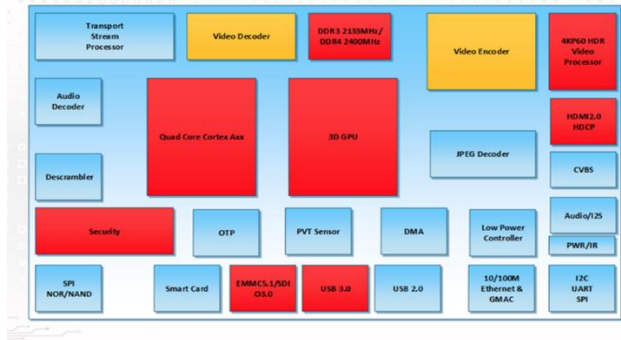 Transport
Stream
Processor
Video Decoder
DDR3 2133MHz/
DDR4 2400MHz
Video Encoder
4KP60 HDR
Video
Processor
Audio
Decoder
Quad Core Cortex Axx
3D GPU
HDMI2.0
HDCP
JPEG Decoder
CVBS
Descrambler
Security
OTP
PVT Sensor
DMA
Low Power
Controller
Audio/I2S
PWR/IR
SPI
NOR/NAND
Smart Card
EMMC5.1/SDI
O3.0
USB 3.0
USB 2.0
10/100M
Ethernet &
GMAC
I2C
UART
SPI